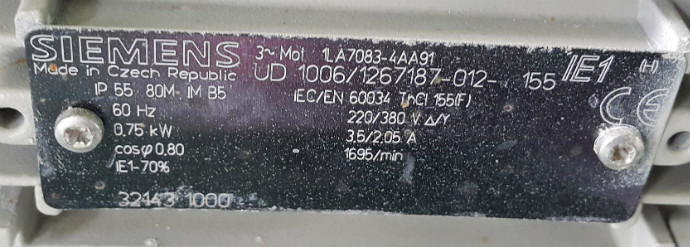 SIEMENS 3~ Mot. 1LA7083-4AA91 IE1 (H)
Made in Czech Republic UD 1006/1267187-012- 155
IP 55 80M IM B5 IEC/EN 60034 ThCl 155(F)
60 Hz 220/380 V Δ/Y
0,75 kW 3.5/2.05 A
cosφ 0.80 1695/min
IE1-70%
32143 1000
CE